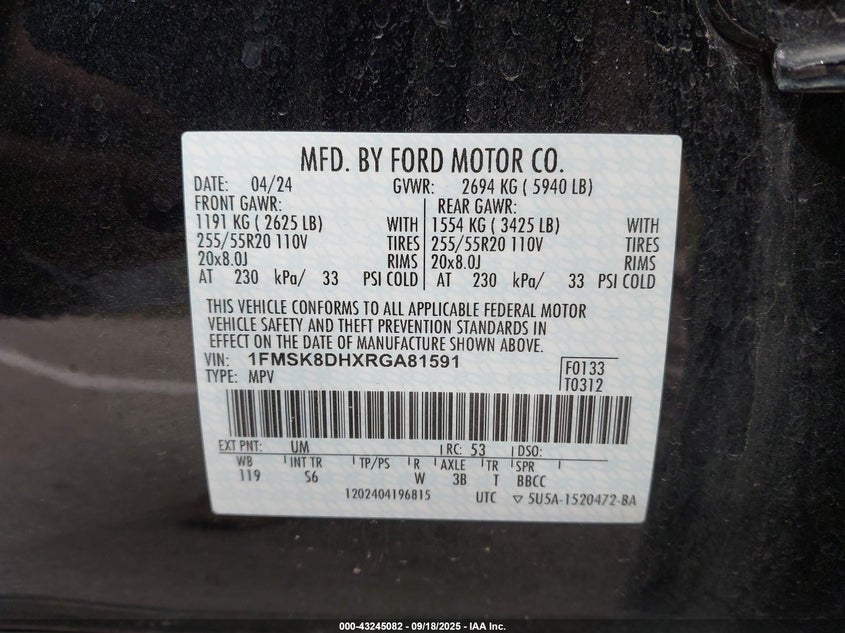 MFD. BY FORD MOTOR CO.
DATE: 04/24 GVWR: 2694 KG ( 5940 LB)
FRONT GAWR: REAR GAWR:
1191 KG ( 2625 LB) WITH 1554 KG ( 3425 LB) WITH
255/55R20 110V TIRES 255/55R20 110V TIRES
20x8.0J RIMS 20x8.0J RIMS
AT 230 kPa/ 33 PSI COLD AT 230 kPa/ 33 PSI COLD
THIS VEHICLE CONFORMS TO ALL APPLICABLE FEDERAL MOTOR
VEHICLE SAFETY AND THEFT PREVENTION STANDARDS IN
EFFECT ON THE DATE OF MANUFACTURE SHOWN ABOVE.
VIN: 1FMSK8DHXRGA81591 F0133
TYPE: MPV T0312
EXT PNT: UM RC: 53 DSO:
WB INT TR TP/PS R AXLE TR SPR
119 S6 W 3B T BBCC
1202404196815 UTC ▽ 5U5A-1520472-BA
000-43245082 - 09/18/2025 - IAA Inc.